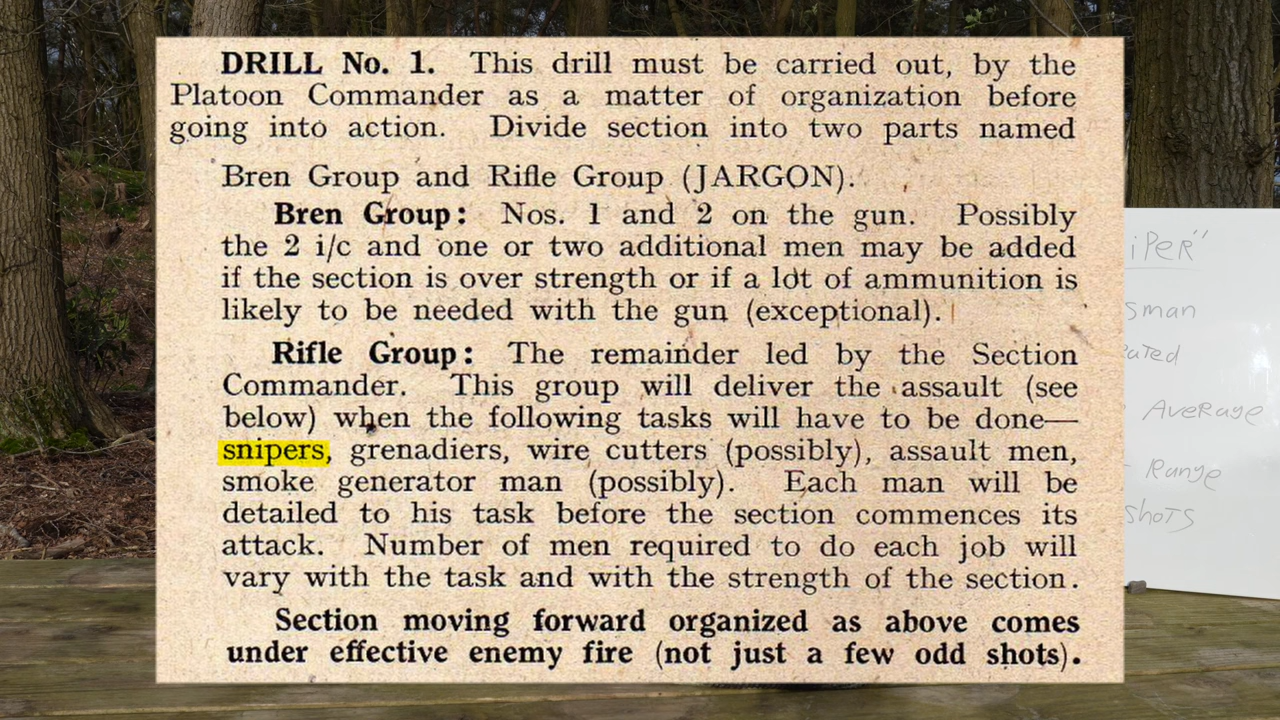 DRILL No. 1. This drill must be carried out, by the
Platoon Commander as a matter of organization before
going into action. Divide section into two parts named
Bren Group and Rifle Group (JARGON).
Bren Group: Nos. 1 and 2 on the gun. Possibly
the 2 i/c and one or two additional men may be added
if the section is over strength or if a lot of ammunition is
likely to be needed with the gun (exceptional).
Rifle Group: The remainder led by the Section
Commander. This group will deliver the assault (see
below) when the following tasks will have to be done—
snipers, grenadiers, wire cutters (possibly), assault men,
smoke generator man (possibly). Each man will be
detailed to his task before the section commences its
attack. Number of men required to do each job will
vary with the task and with the strength of the section.
Section moving forward organized as above comes
under effective enemy fire (not just a few odd shots).
iPER"
sman
Average
Range
Shots